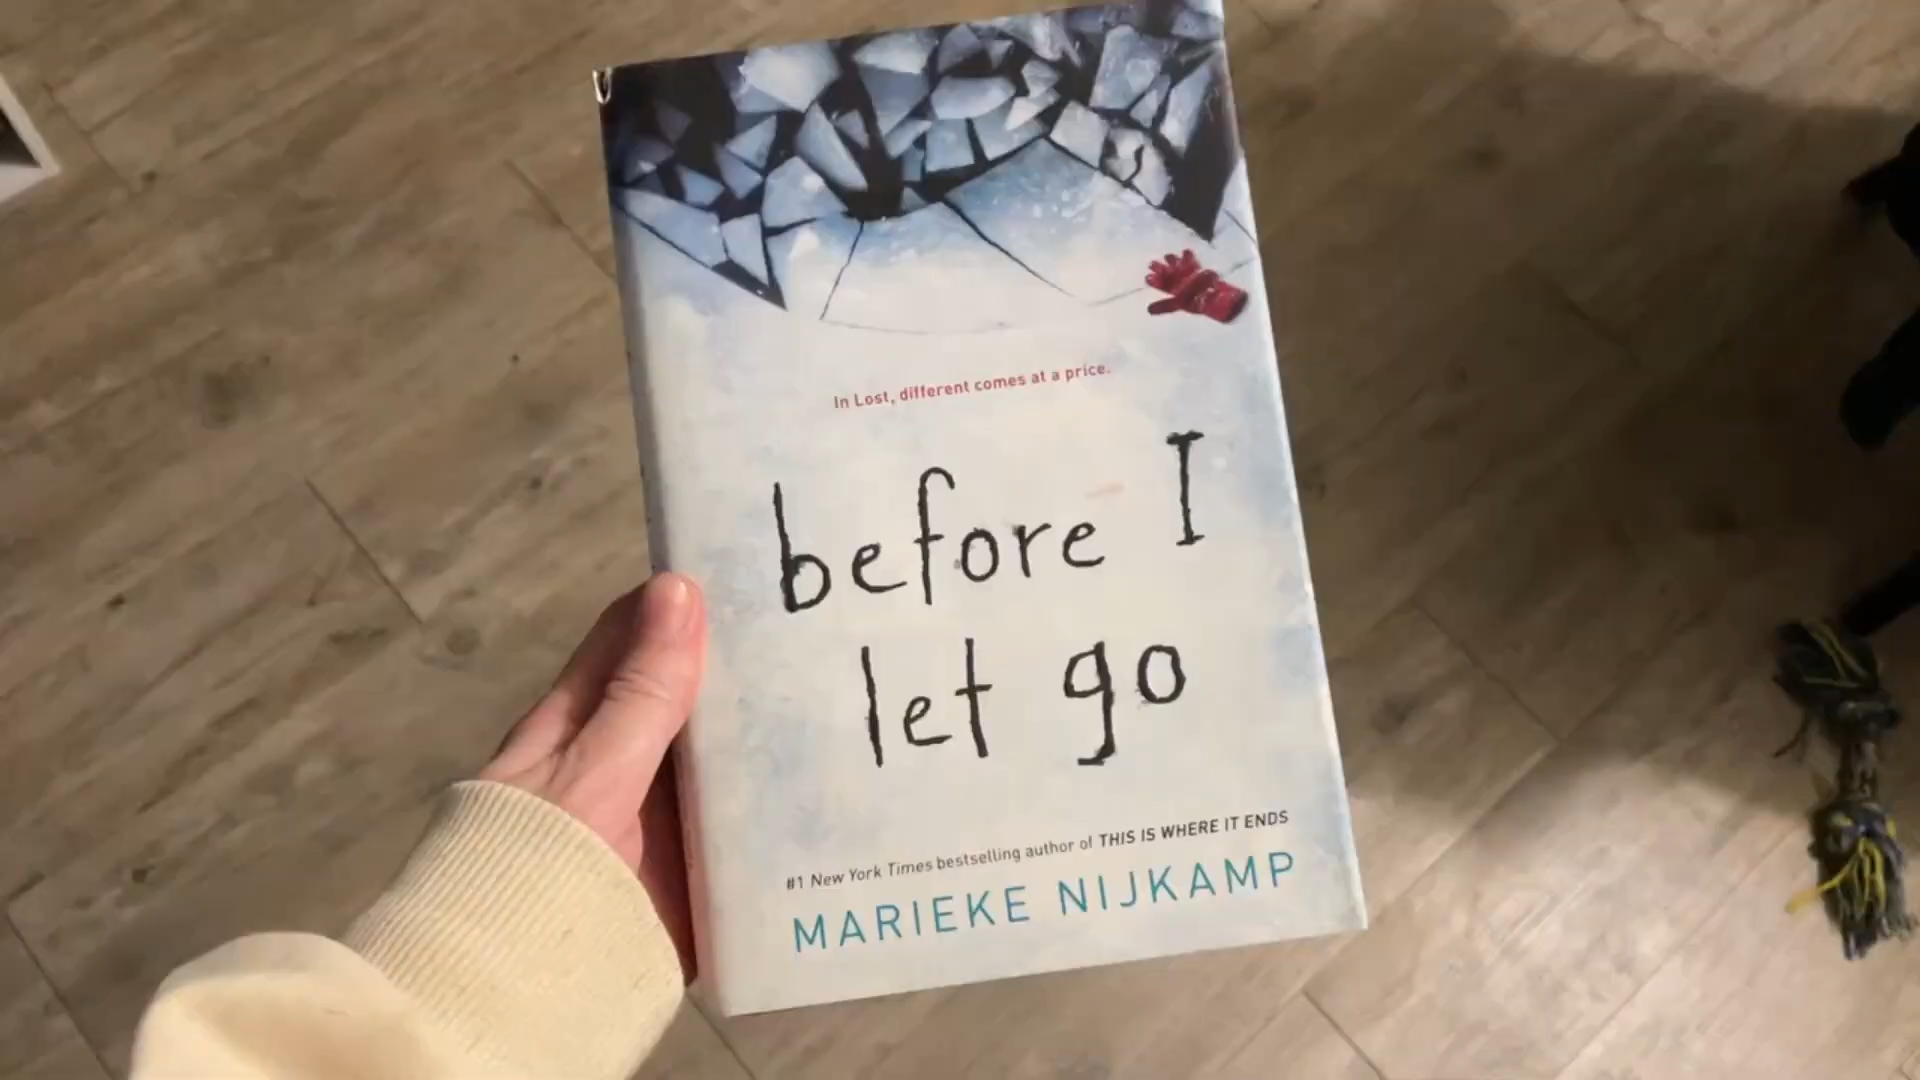 In Lost, different comes at a price.
before I
let go
#1 New York Times bestselling author of THIS IS WHERE IT ENDS
MARIEKE NIJKAMP